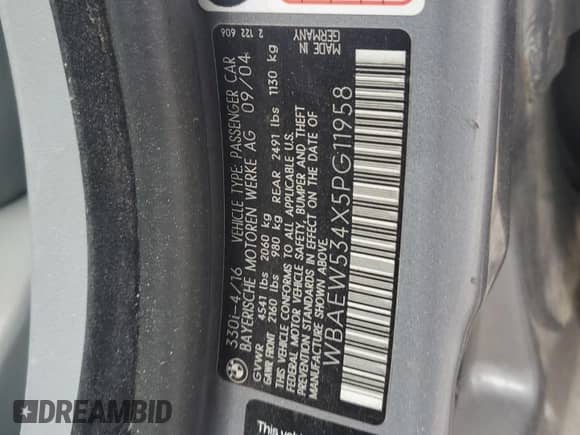 330i-4/16 VEHICLE TYPE: PASSENGER CAR
BAYERISCHE MOTOREN WERKE AG 09/04
GVWR 4541 lbs 2060 kg
GAWR FRONT 2160 lbs 980 kg REAR 2491 lbs 1130 kg
THIS VEHICLE CONFORMS TO ALL APPLICABLE U.S.
FEDERAL MOTOR VEHICLE SAFETY, BUMPER AND THEFT
PREVENTION STANDARDS IN EFFECT ON THE DATE OF
MANUFACTURE SHOWN ABOVE.
WBAEW534X5PG11958
2 122 606
MADE IN
GERMANY
This vehi
DREAMBID